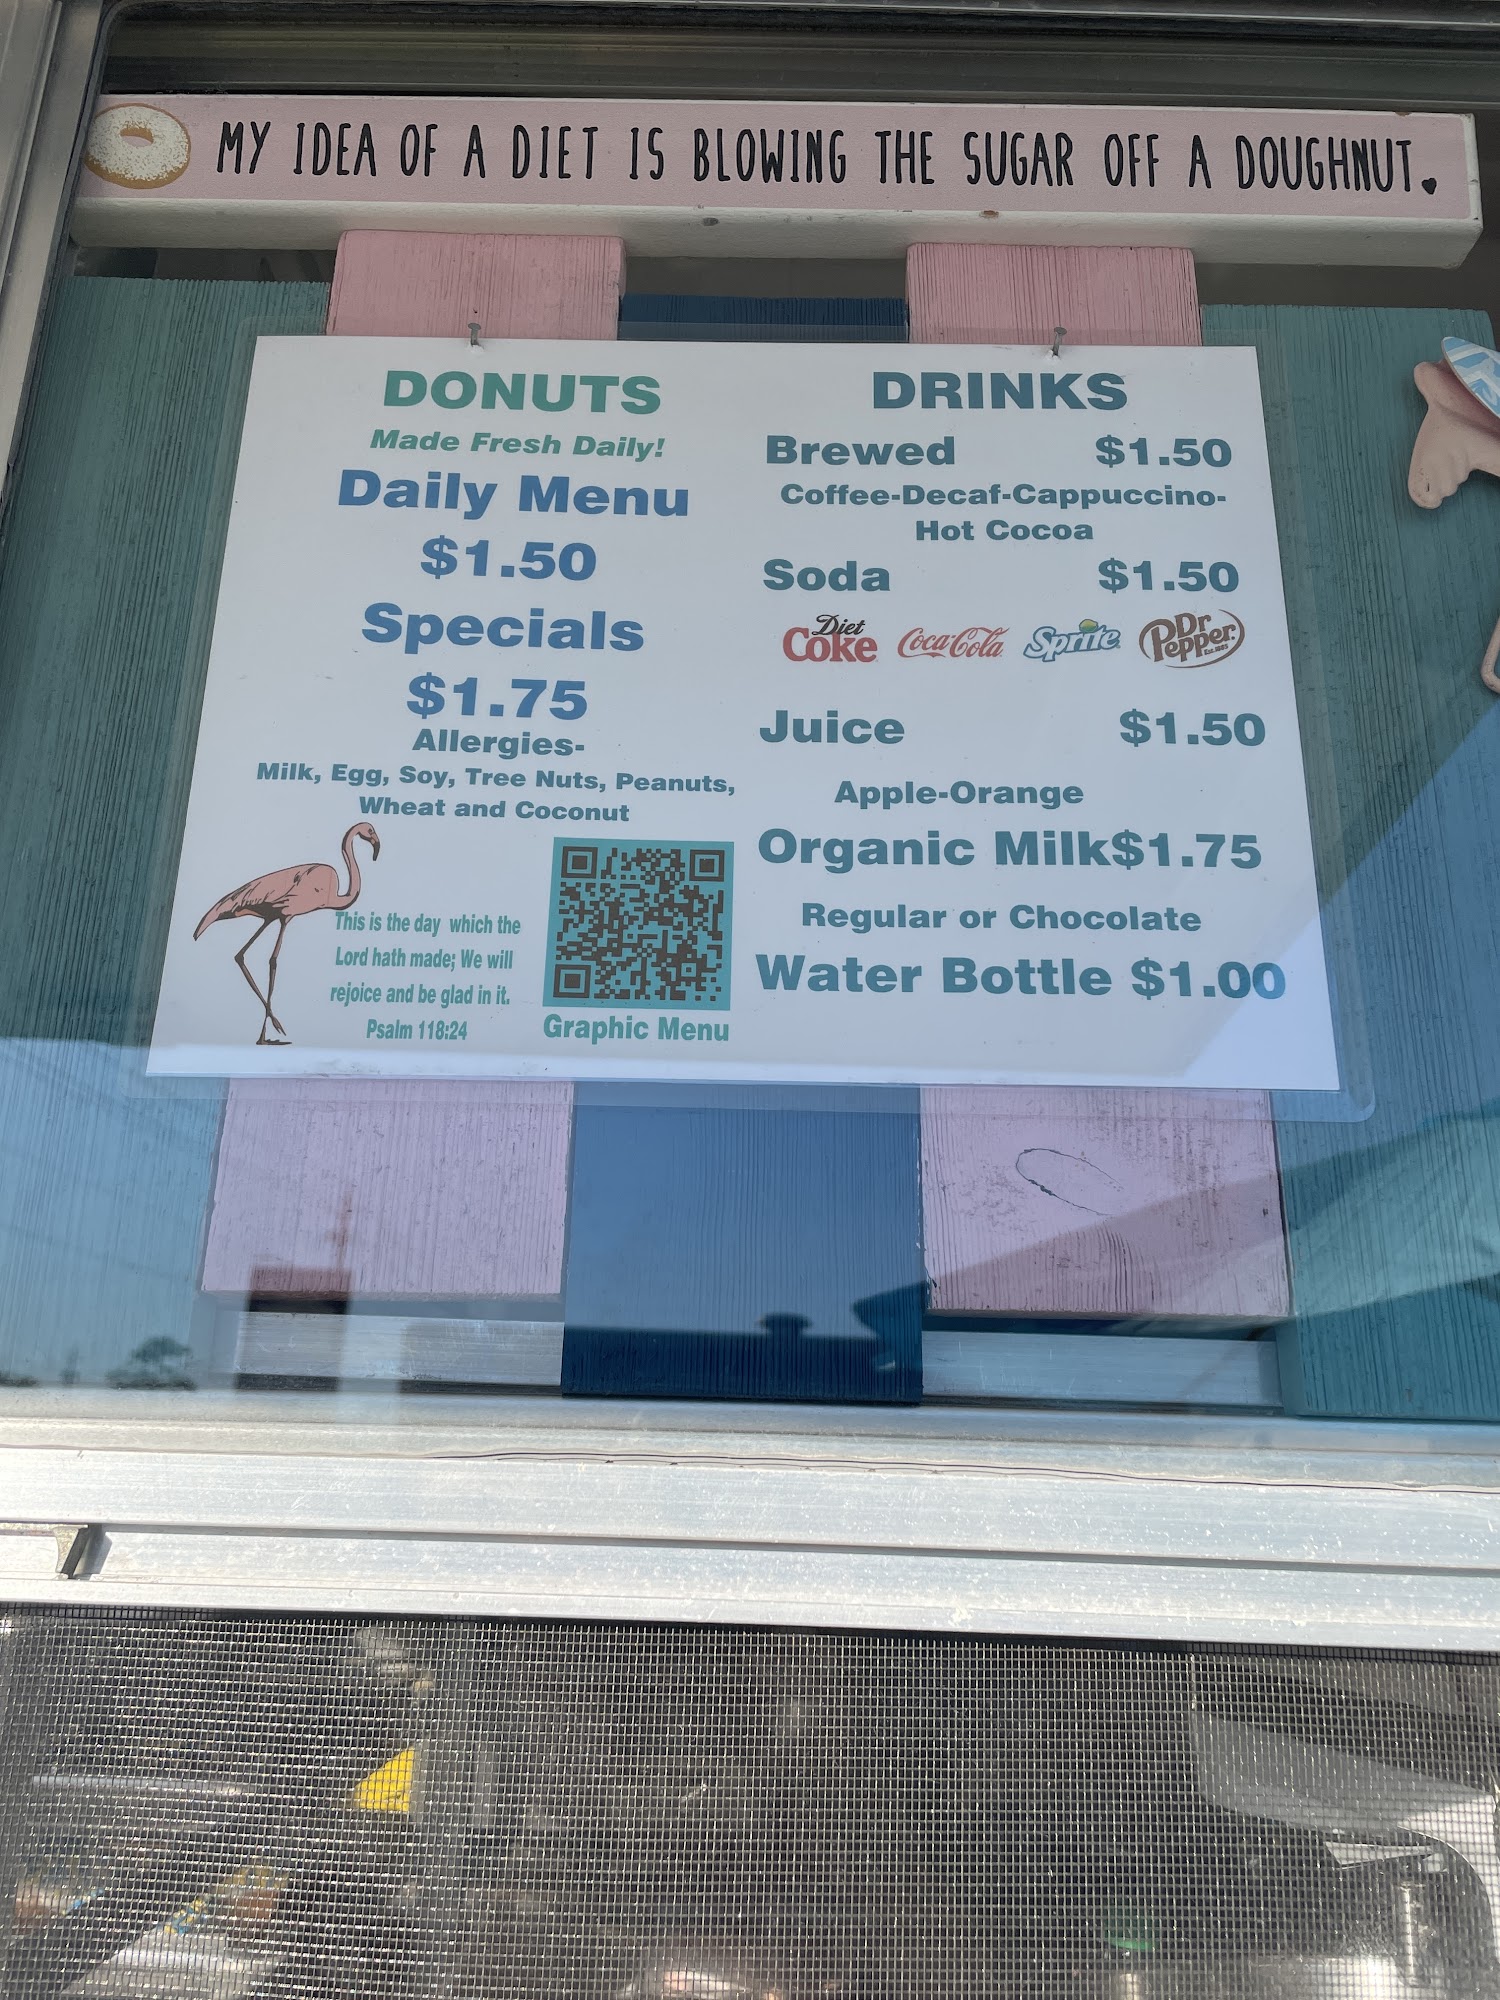 MY IDEA OF A DIET IS BLOWING THE SUGAR OFF A DOUGHNUT.
DONUTS
Made Fresh Daily!
Daily Menu
$1.50
Specials
$1.75
Allergies-
Milk, Egg, Soy, Tree Nuts, Peanuts,
Wheat and Coconut
This is the day which the
Lord hath made; We will
rejoice and be glad in it.
Psalm 118:24
Graphic Menu
DRINKS
Brewed $1.50
Coffee-Decaf-Cappuccino-
Hot Cocoa
Soda $1.50
Diet Coke Coca-Cola Sprite Dr Pepper Est. 1885
Juice $1.50
Apple-Orange
Organic Milk$1.75
Regular or Chocolate
Water Bottle $1.00